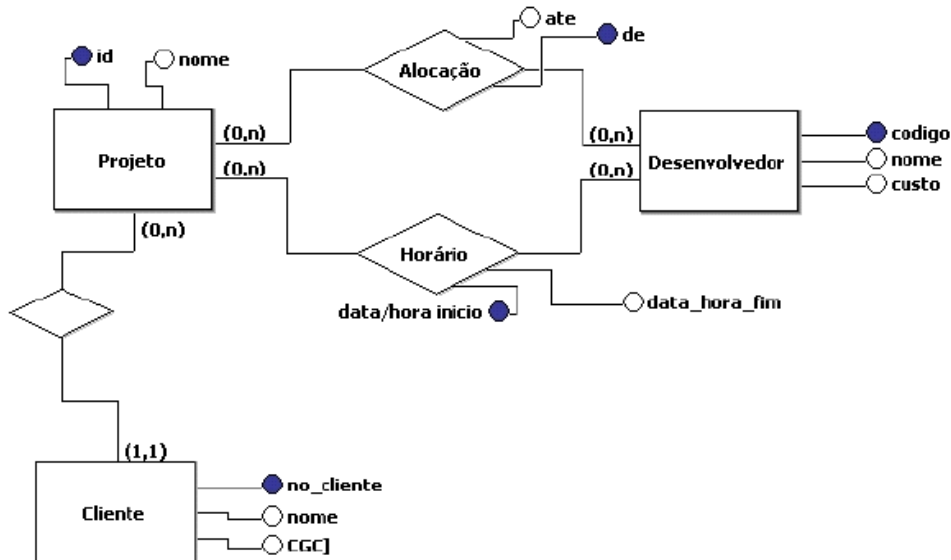 ate
id
nome
de
Alocação
(0,n)
(0,n)
Projeto
(0,n)
(0,n)
Desenvolvedor
codigo
nome
custo
(0,n)
Horário
data/hora inicio
data_hora_fim
(1,1)
no_cliente
Cliente
nome
CGC]